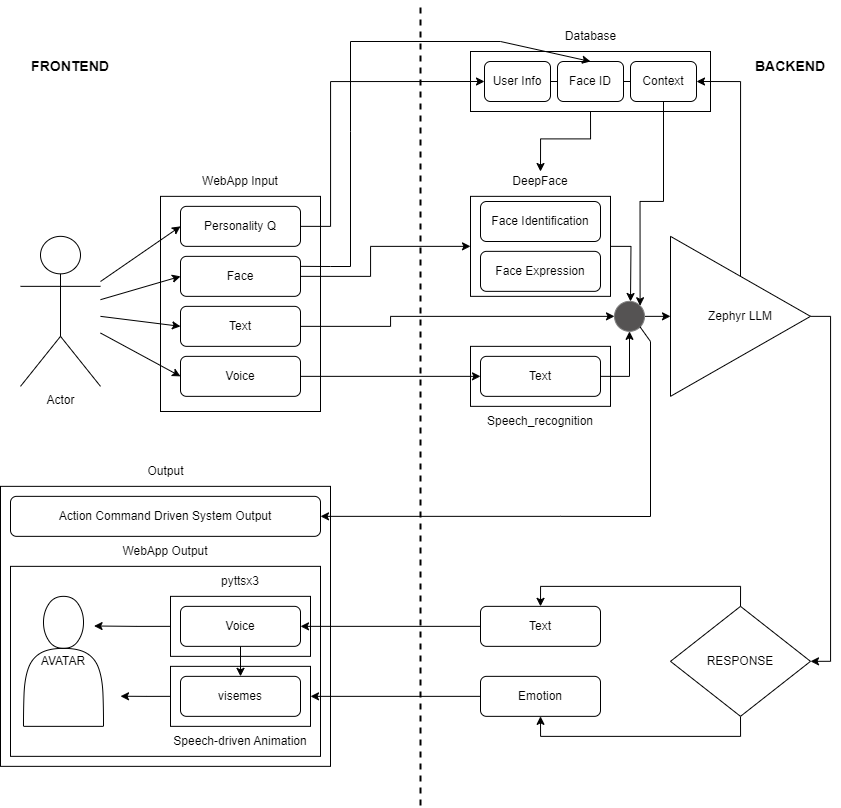 Database
FRONTEND
BACKEND
User Info
Face ID
Context
WebApp Input
DeepFace
Personality Q
Face Identification
Face
Face Expression
Text
Zephyr LLM
Voice
Text
Actor
Speech_recognition
Output
Action Command Driven System Output
WebApp Output
pyttsx3
Voice
Text
AVATAR
RESPONSE
visemes
Emotion
Speech-driven Animation